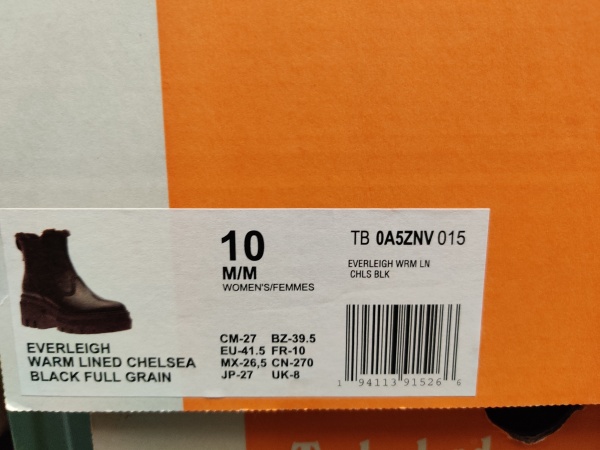 10
M/M
WOMEN'S/FEMMES
TB 0A5ZNV 015
EVERLEIGH WRM LN
CHLS BLK
EVERLEIGH
WARM LINED CHELSEA
BLACK FULL GRAIN
CM-27 BZ-39.5
EU-41.5 FR-10
MX-26,5 CN-270
JP-27 UK-8
1 94113 91526 6